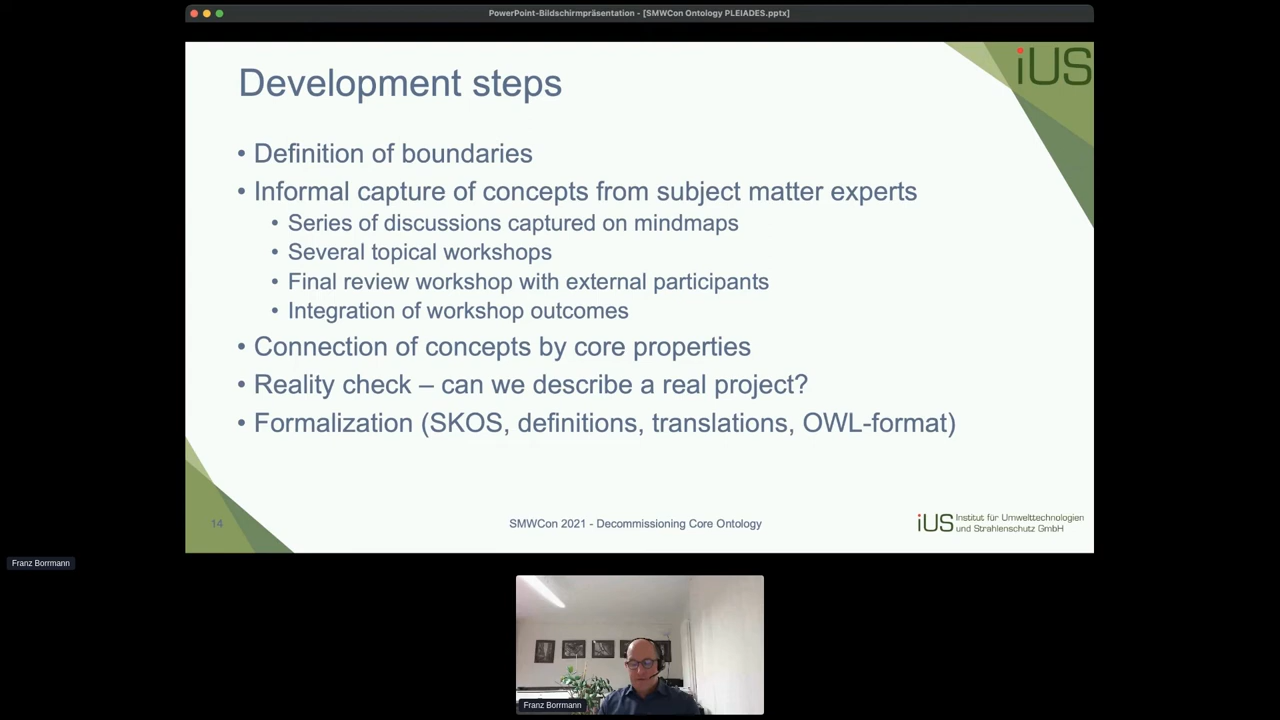 PowerPoint-Bildschirmpräsentation - [SMWCon Ontology PLEIADES.pptx]
iUS
Development steps
• Definition of boundaries
• Informal capture of concepts from subject matter experts
• Series of discussions captured on mindmaps
• Several topical workshops
• Final review workshop with external participants
• Integration of workshop outcomes
• Connection of concepts by core properties
• Reality check – can we describe a real project?
• Formalization (SKOS, definitions, translations, OWL-format)
14
SMWCon 2021 - Decommissioning Core Ontology
iUS Institut für Umwelttechnologien
und Strahlenschutz GmbH
Franz Borrmann
Franz Borrmann